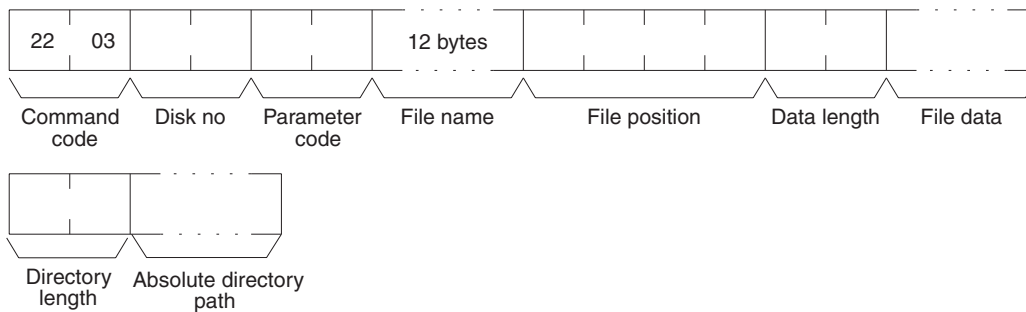 22 03 12 bytes
Command code Disk no Parameter code File name File position Data length File data
Directory length Absolute directory path